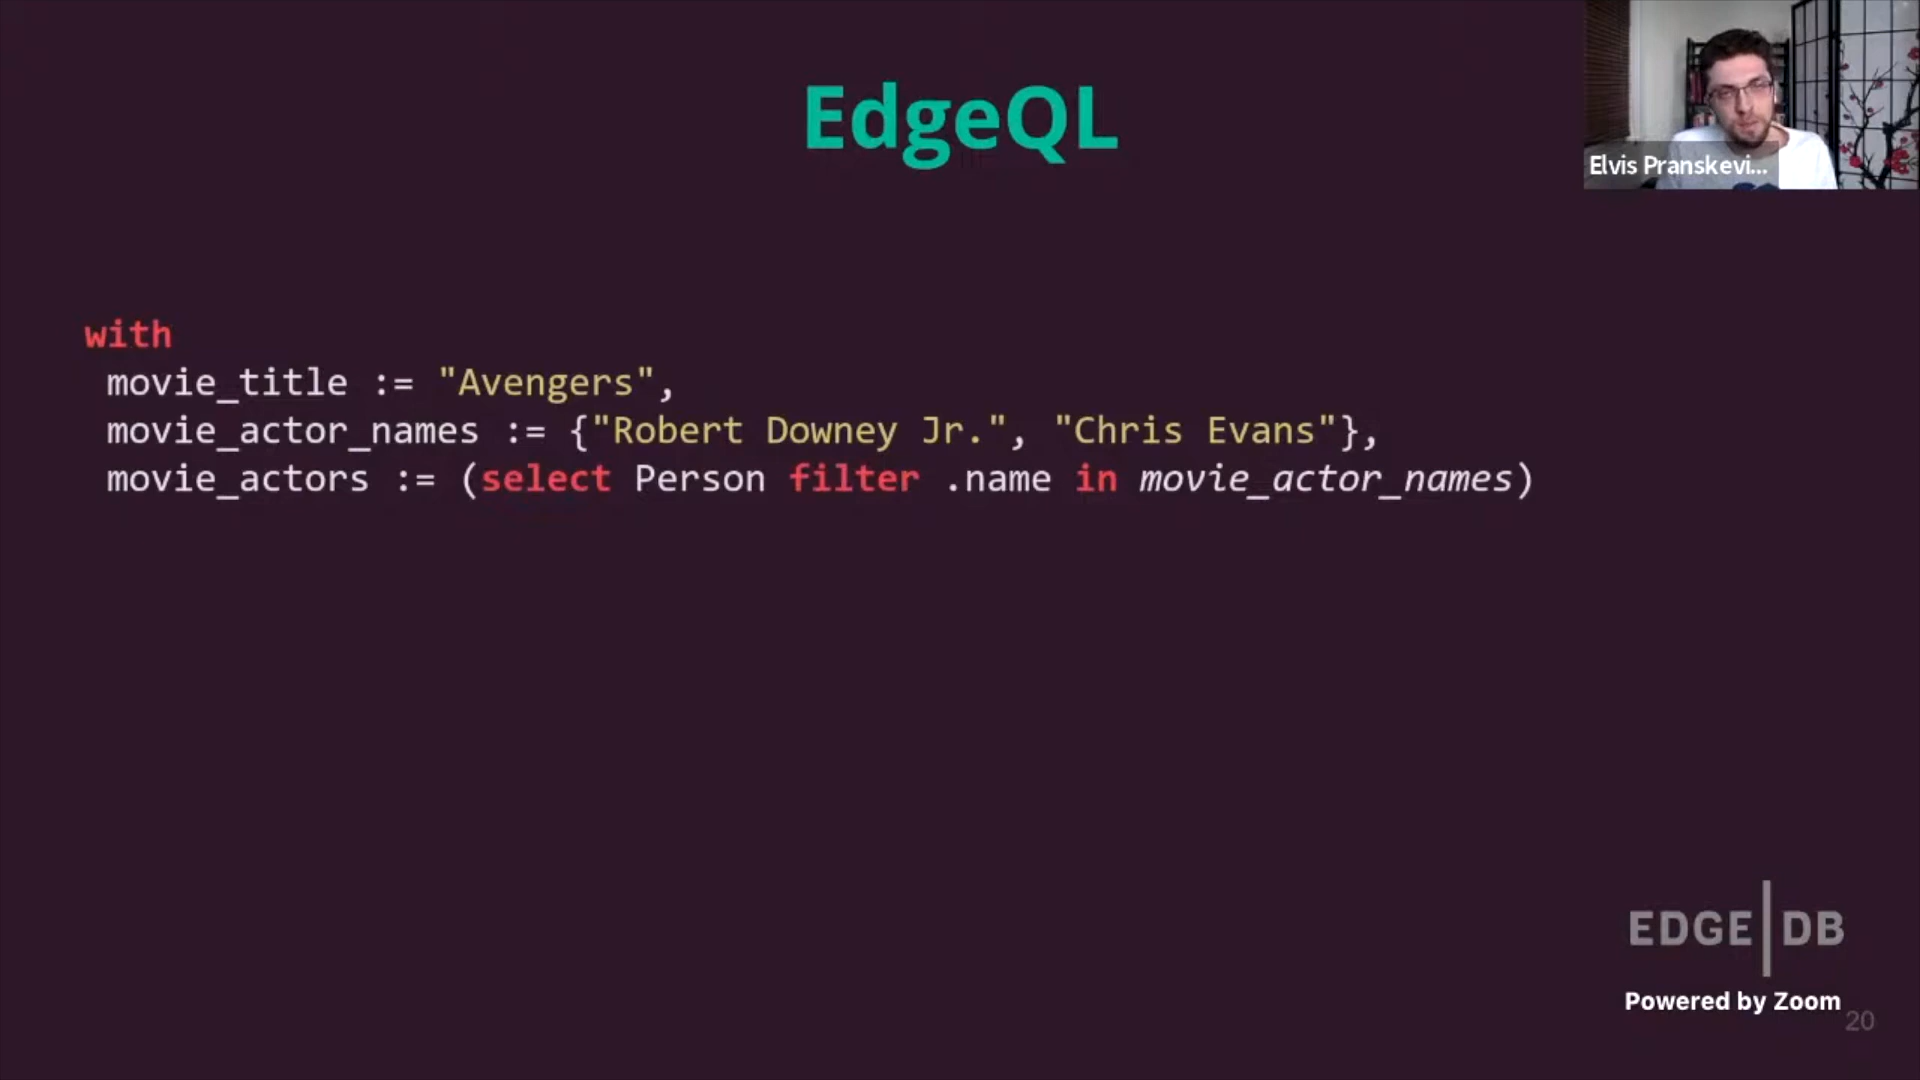 EdgeQL
Elvis Pranskevi...
with
movie_title := "Avengers",
movie_actor_names := {"Robert Downey Jr.", "Chris Evans"},
movie_actors := (select Person filter .name in movie_actor_names)
EDGE|DB
Powered by Zoom
20